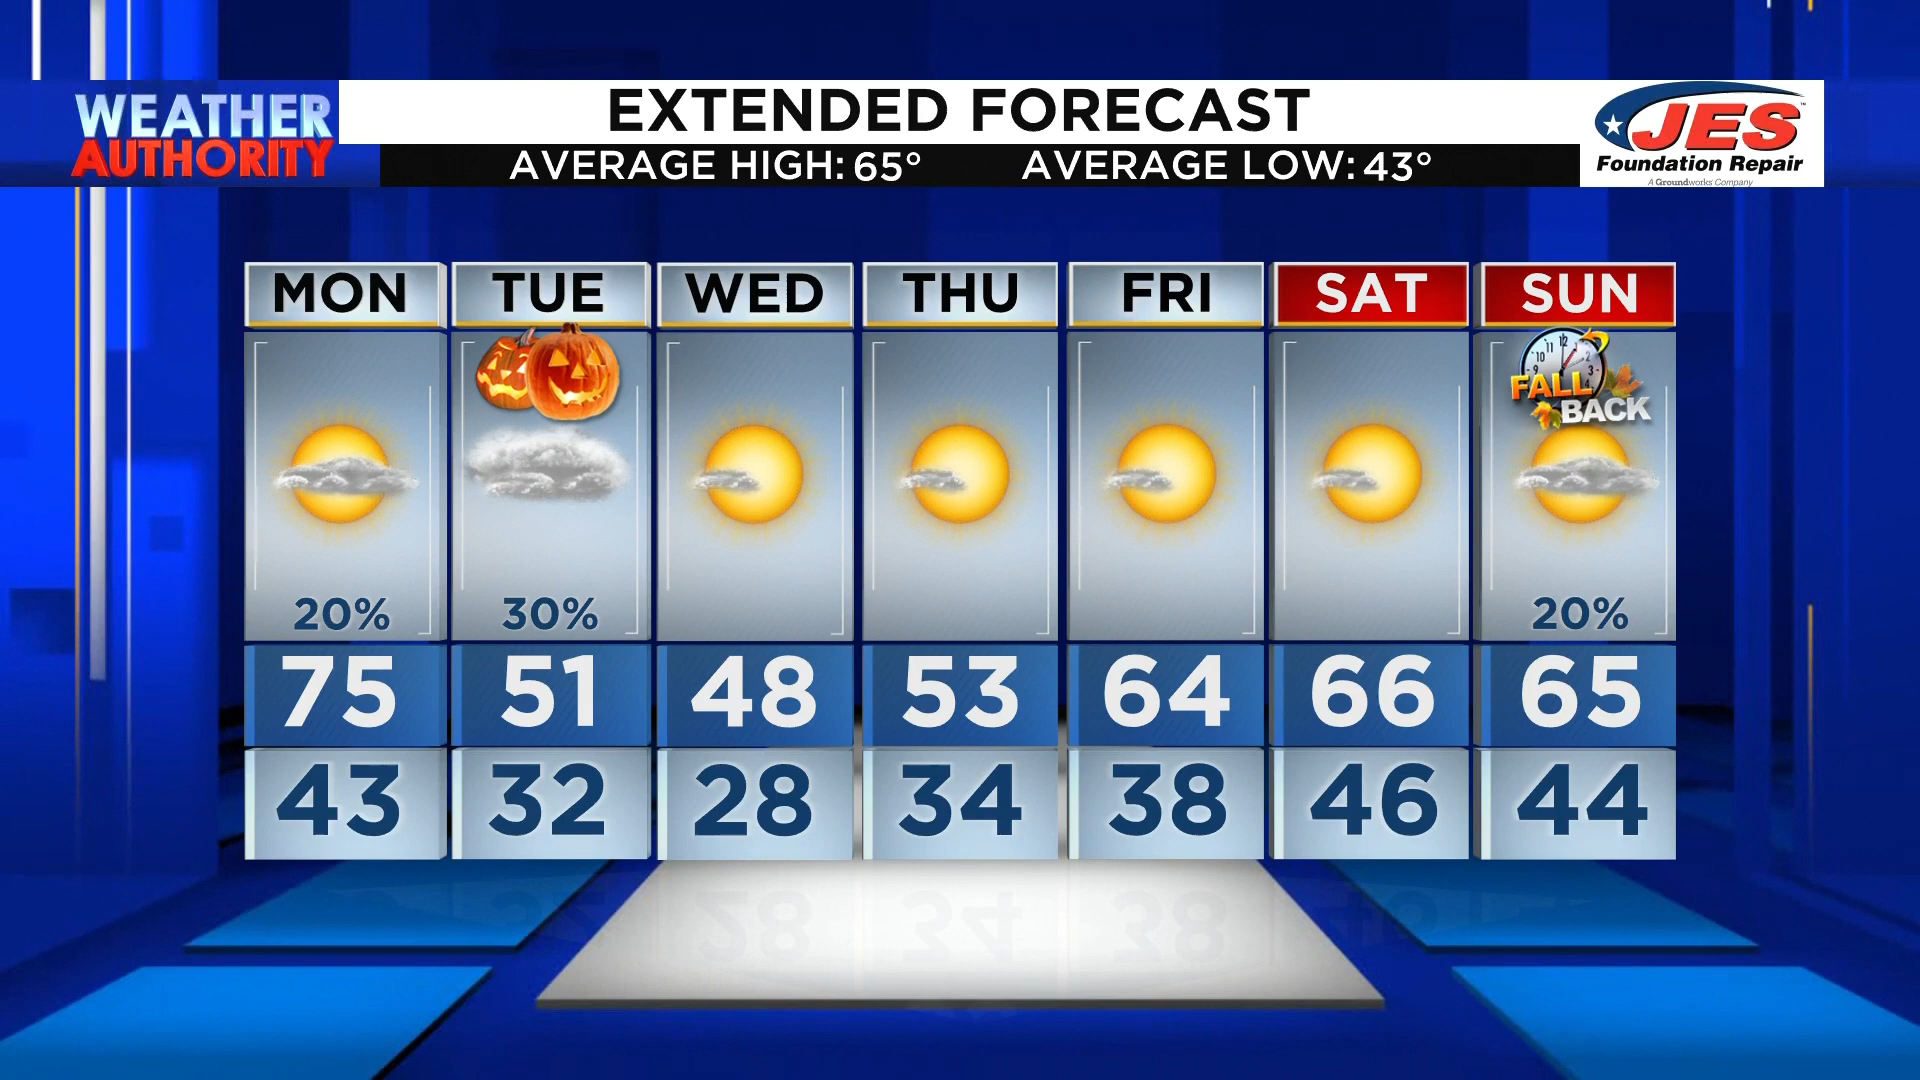 WEATHER
AUTHORITY
EXTENDED FORECAST
AVERAGE HIGH: 65° AVERAGE LOW: 43°
JES
Foundation Repair
A Groundworks Company
MON TUE WED THU FRI SAT SUN
FALL
BACK
20% 30% 20%
75 51 48 53 64 66 65
43 32 28 34 38 46 44